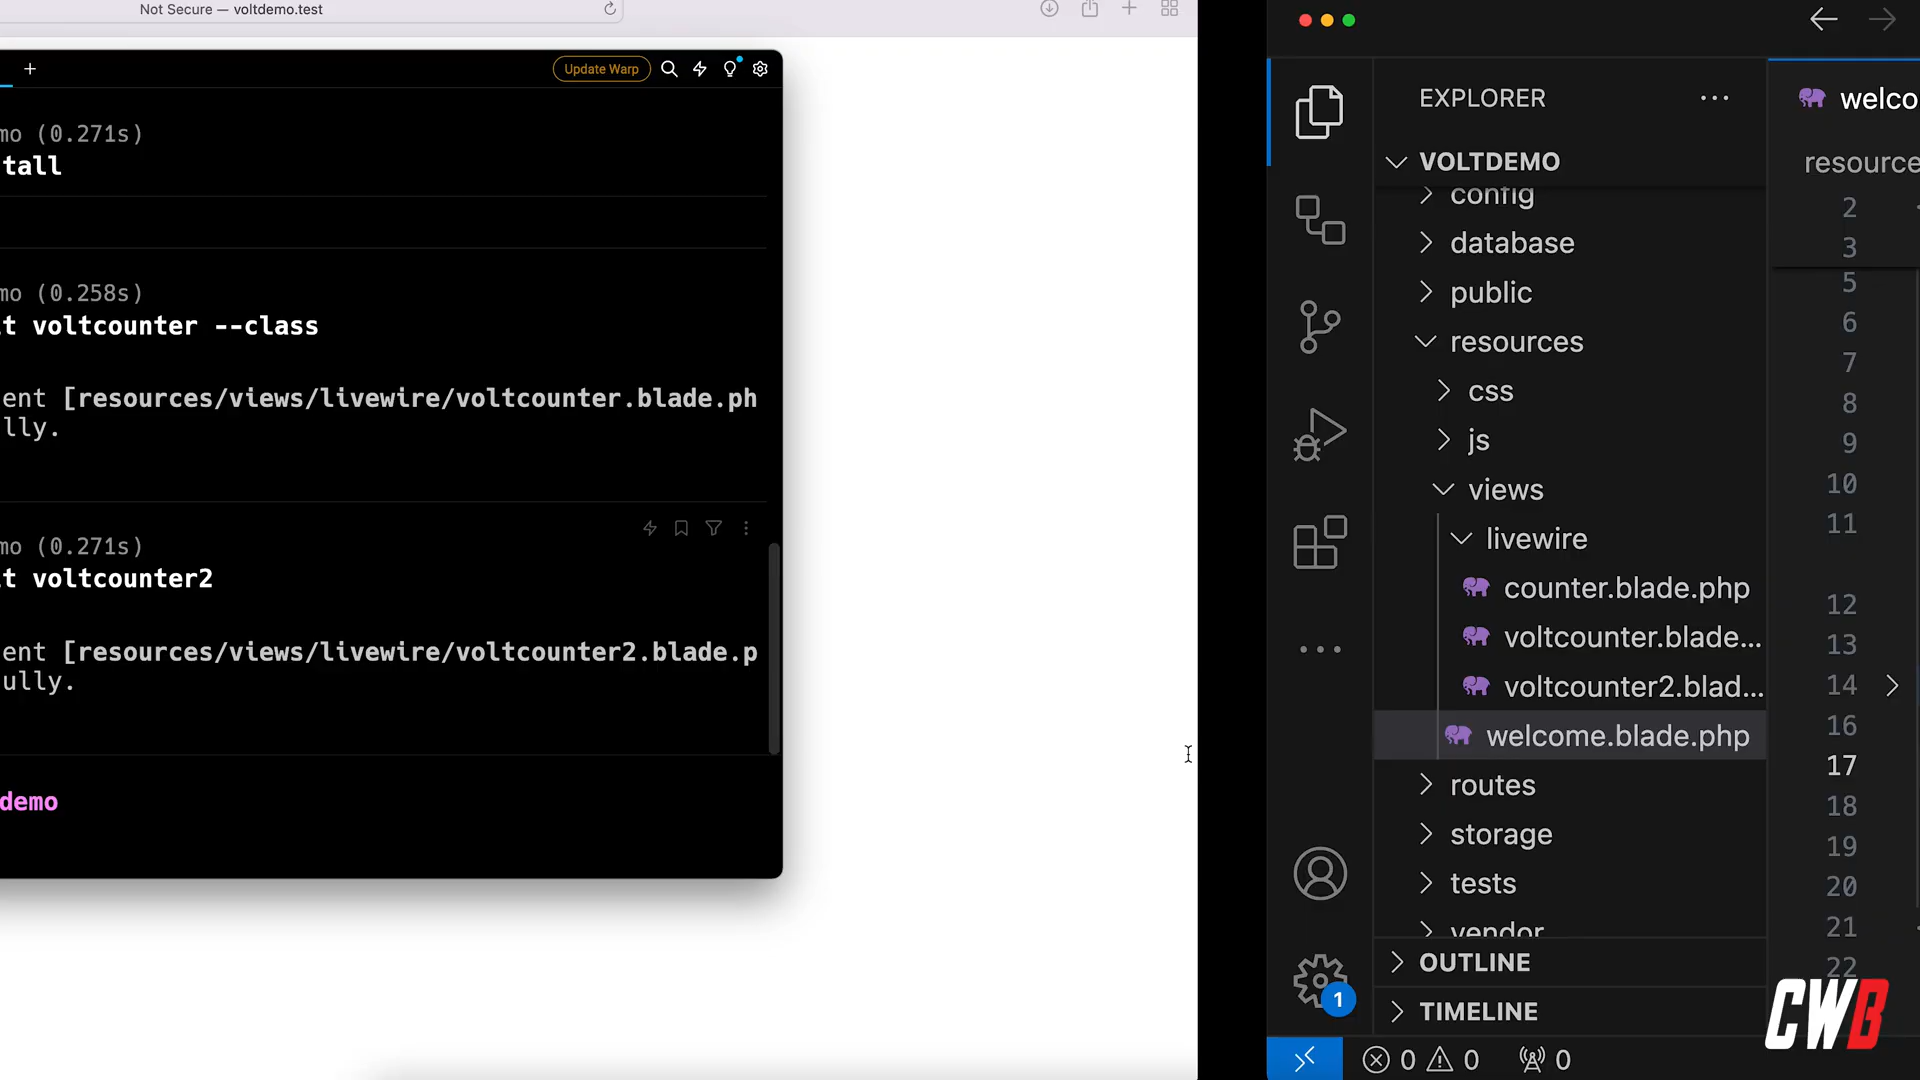 Not Secure — voltdemo.test
Update Warp
mo (0.271s)
tall
mo (0.258s)
lt voltcounter --class
ent [resources/views/livewire/voltcounter.blade.ph
lly.
mo (0.271s)
lt voltcounter2
ent [resources/views/livewire/voltcounter2.blade.p
ully.
demo
EXPLORER
VOLTDEMO
config
database
public
resources
css
js
views
livewire
counter.blade.php
voltcounter.blade...
voltcounter2.blad...
welcome.blade.php
routes
storage
tests
vendor
OUTLINE
TIMELINE
1
0 0 0
welco
resource
2
3
5
6
7
8
9
10
11
12
13
14
16
17
18
19
20
21
22
CWB